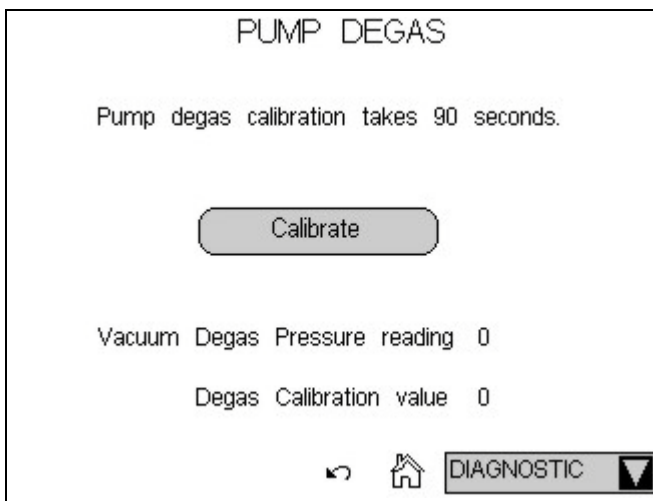 PUMP DEGAS
Pump degas calibration takes 90 seconds.
Calibrate
Vacuum Degas Pressure reading 0
Degas Calibration value 0
DIAGNOSTIC